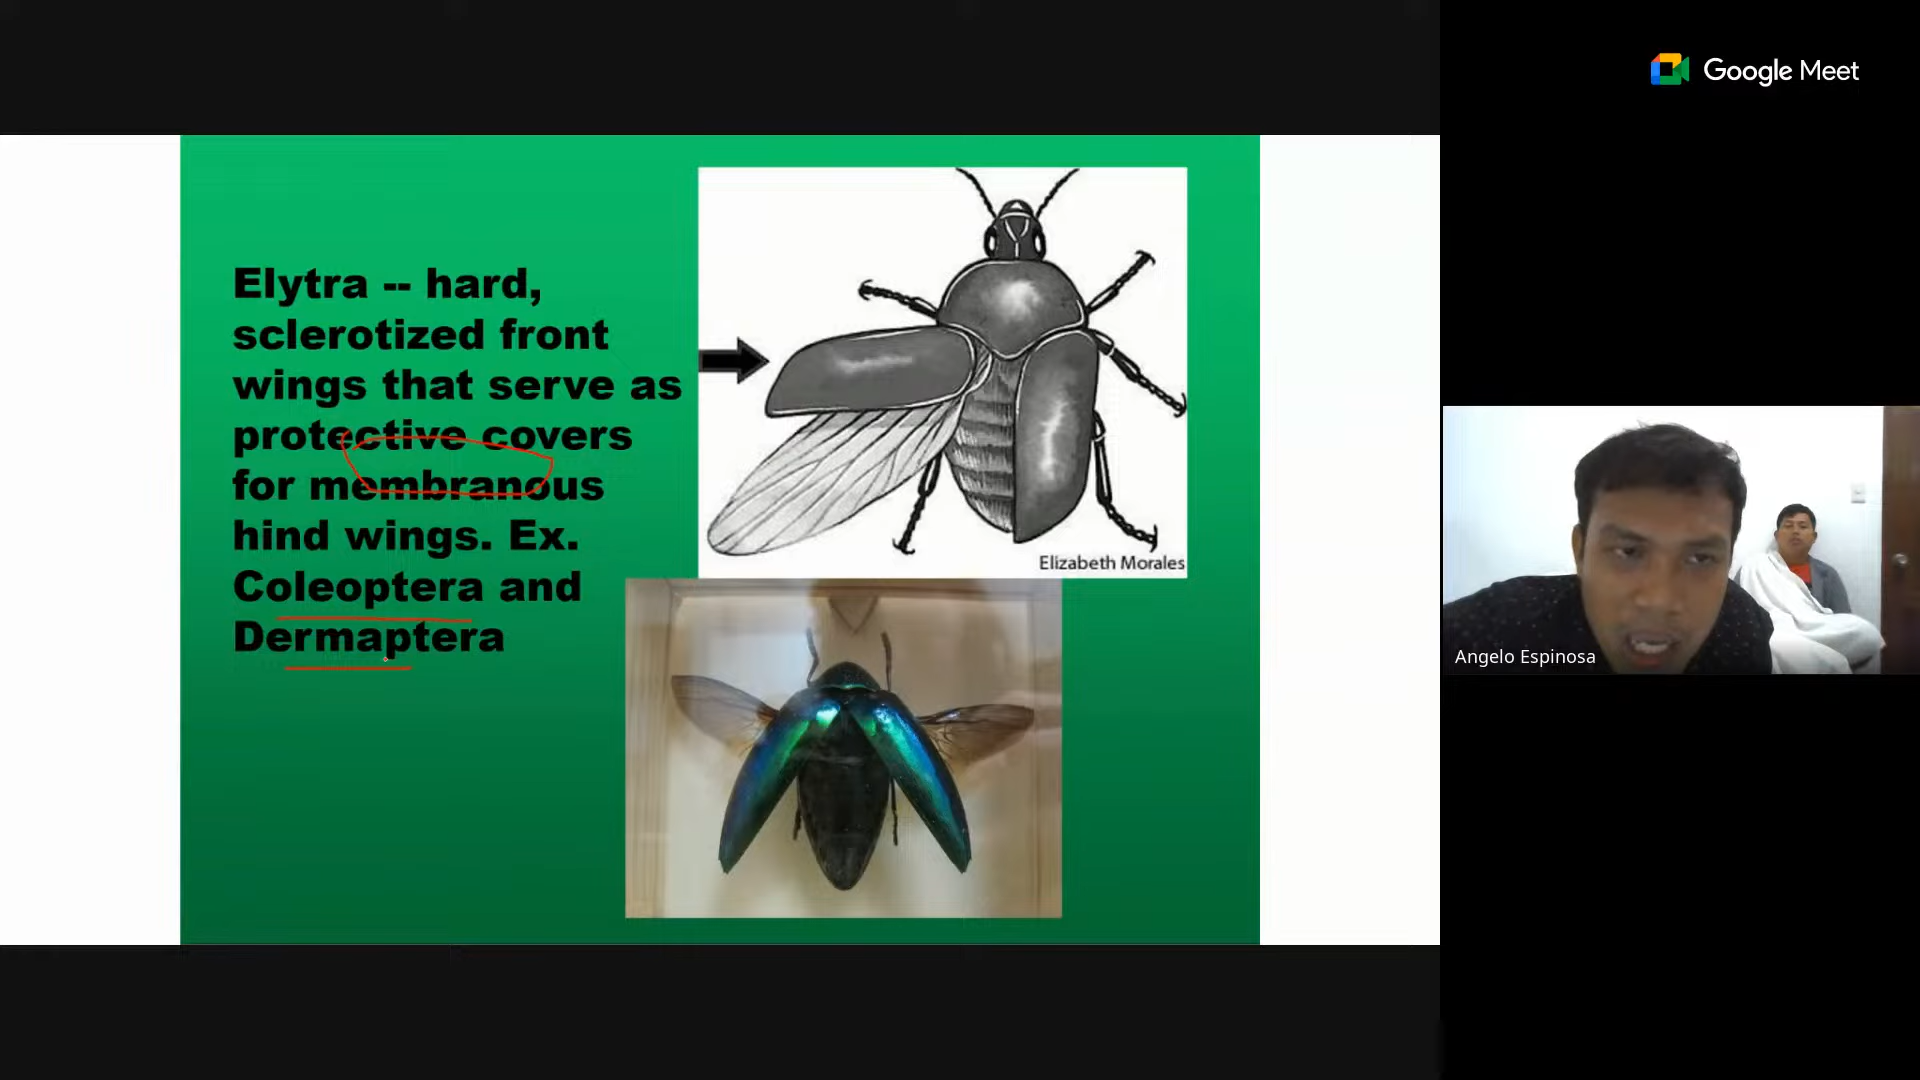 Google Meet
Elytra -- hard,
sclerotized front
wings that serve as
protective covers
for membranous
hind wings. Ex.
Coleoptera and
Dermaptera
Elizabeth Morales
Angelo Espinosa